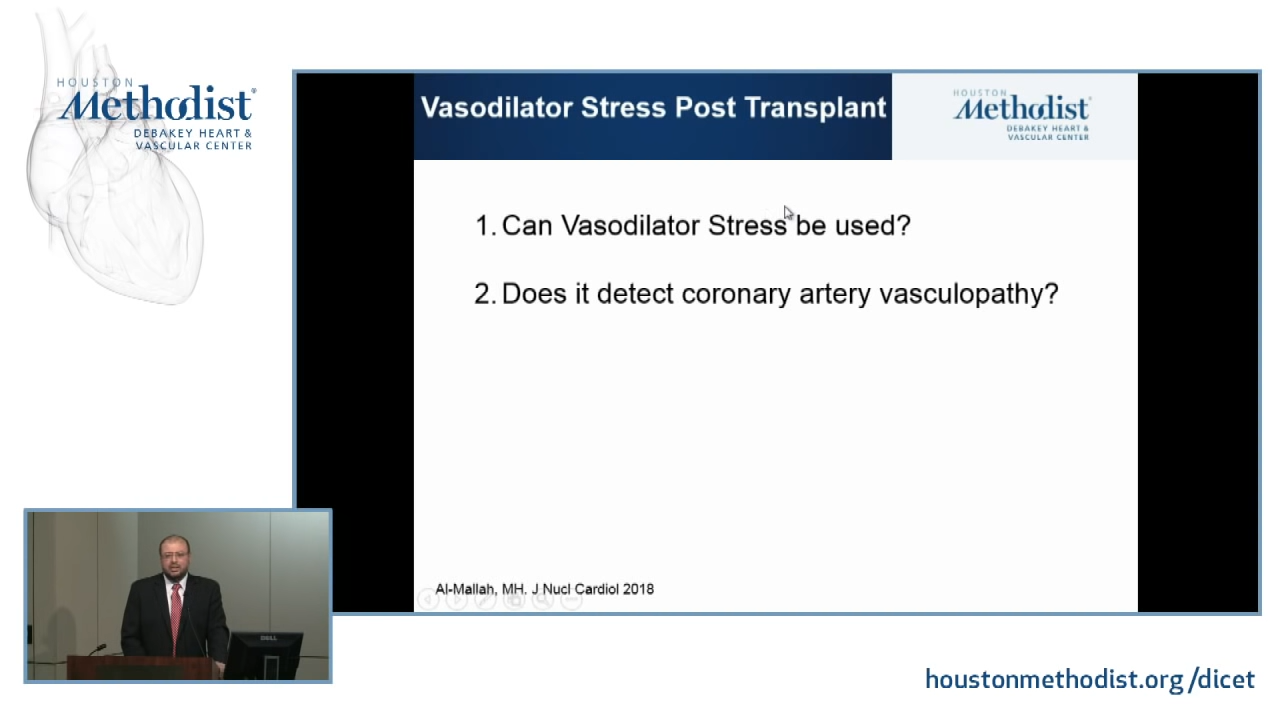 HOUSTON
Methodist®
DEBAKEY HEART &
VASCULAR CENTER
Vasodilator Stress Post Transplant
HOUSTON
Methodist
DEBAKEY HEART &
VASCULAR CENTER
1. Can Vasodilator Stress be used?
2. Does it detect coronary artery vasculopathy?
Al-Mallah, MH. J Nucl Cardiol 2018
DELL
houstonmethodist.org/dicet